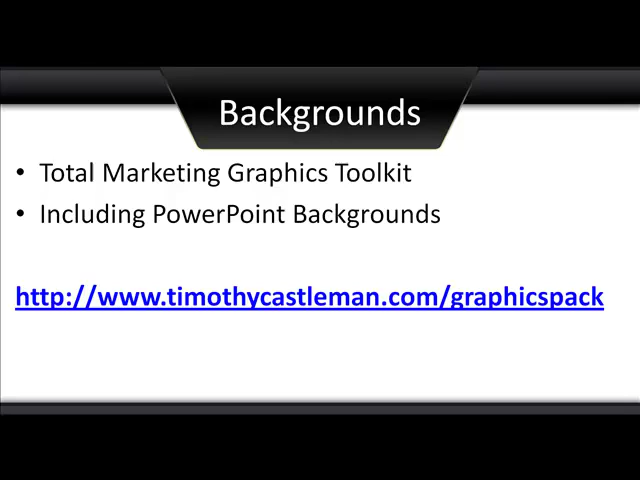 Backgrounds
• Total Marketing Graphics Toolkit
• Including PowerPoint Backgrounds
http://www.timothycastleman.com/graphicspack